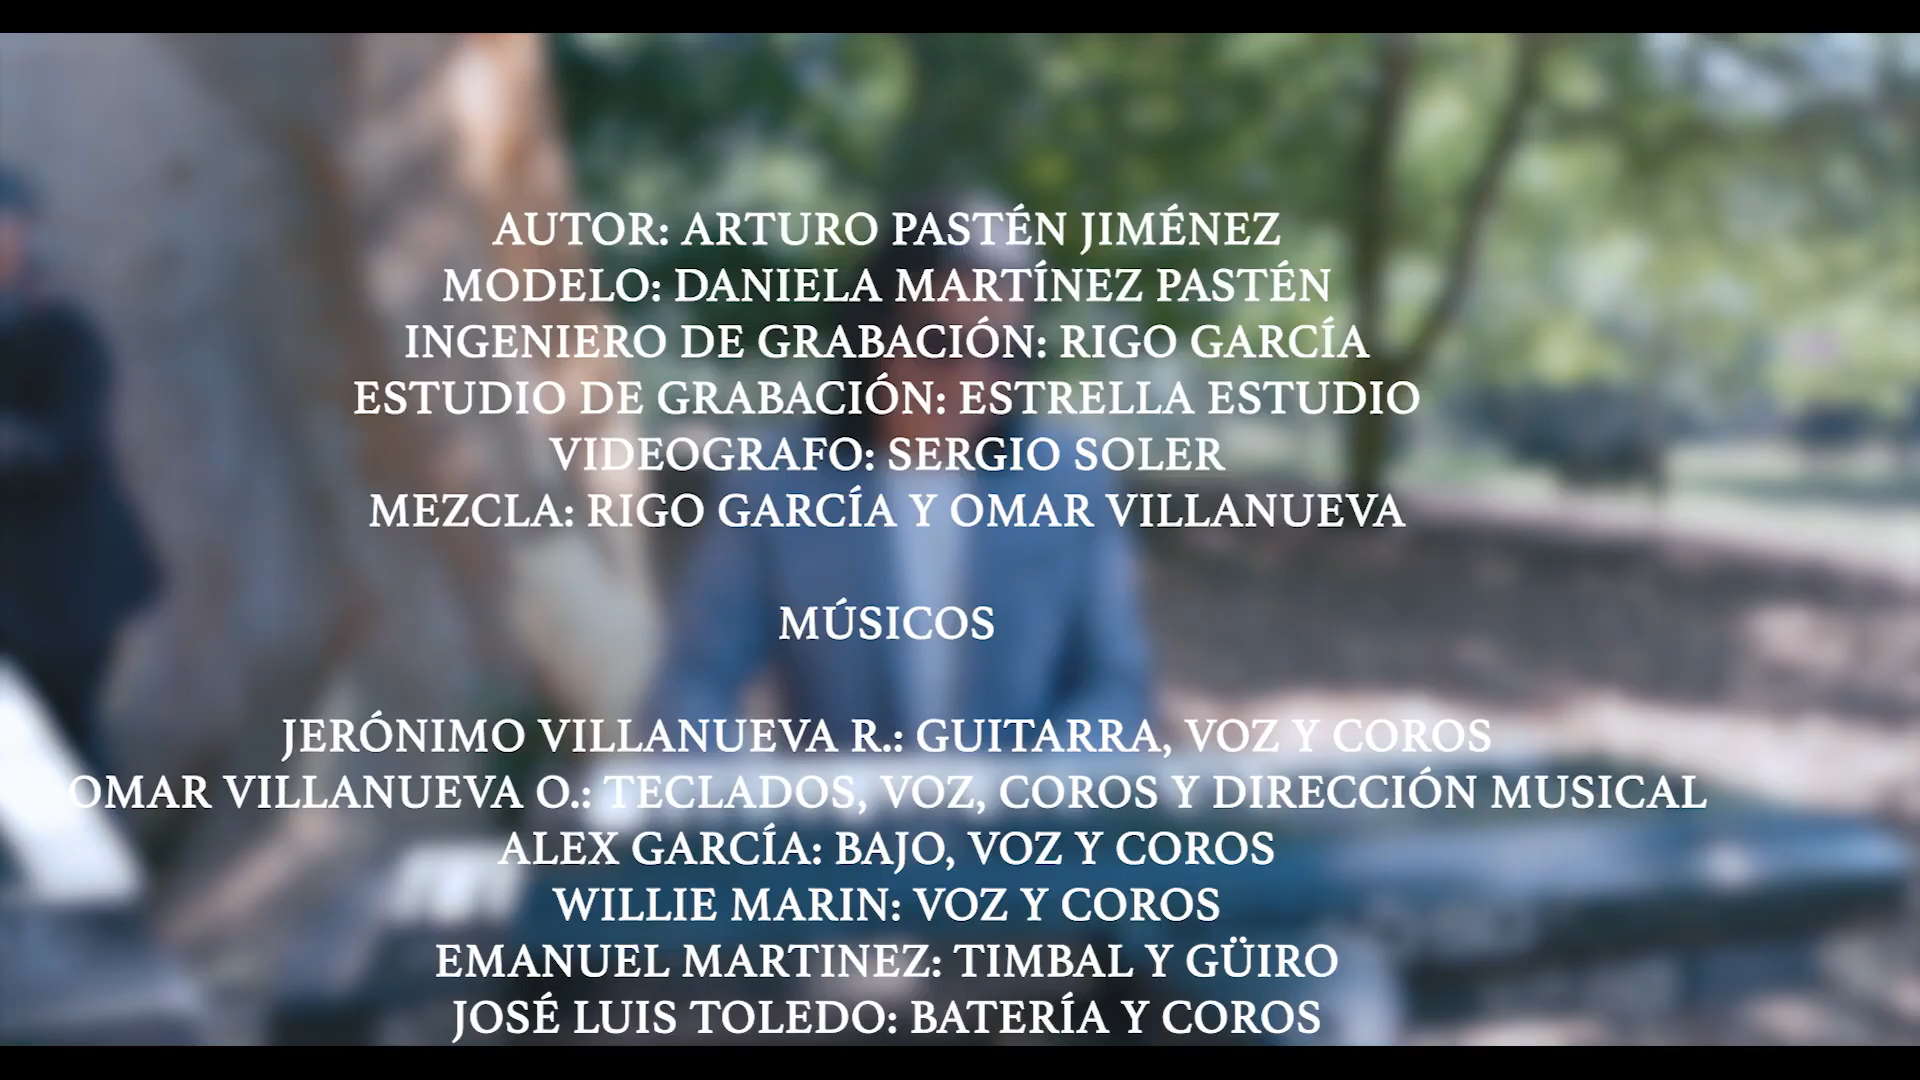 AUTOR: ARTURO PASTÉN JIMÉNEZ
MODELO: DANIELA MARTÍNEZ PASTÉN
INGENIERO DE GRABACIÓN: RIGO GARCÍA
ESTUDIO DE GRABACIÓN: ESTRELLA ESTUDIO
VIDEOGRAFO: SERGIO SOLER
MEZCLA: RIGO GARCÍA Y OMAR VILLANUEVA
MÚSICOS
JERÓNIMO VILLANUEVA R.: GUITARRA, VOZ Y COROS
OMAR VILLANUEVA O.: TECLADOS, VOZ, COROS Y DIRECCIÓN MUSICAL
ALEX GARCÍA: BAJO, VOZ Y COROS
WILLIE MARIN: VOZ Y COROS
EMANUEL MARTINEZ: TIMBAL Y GÜIRO
JOSÉ LUIS TOLEDO: BATERÍA Y COROS